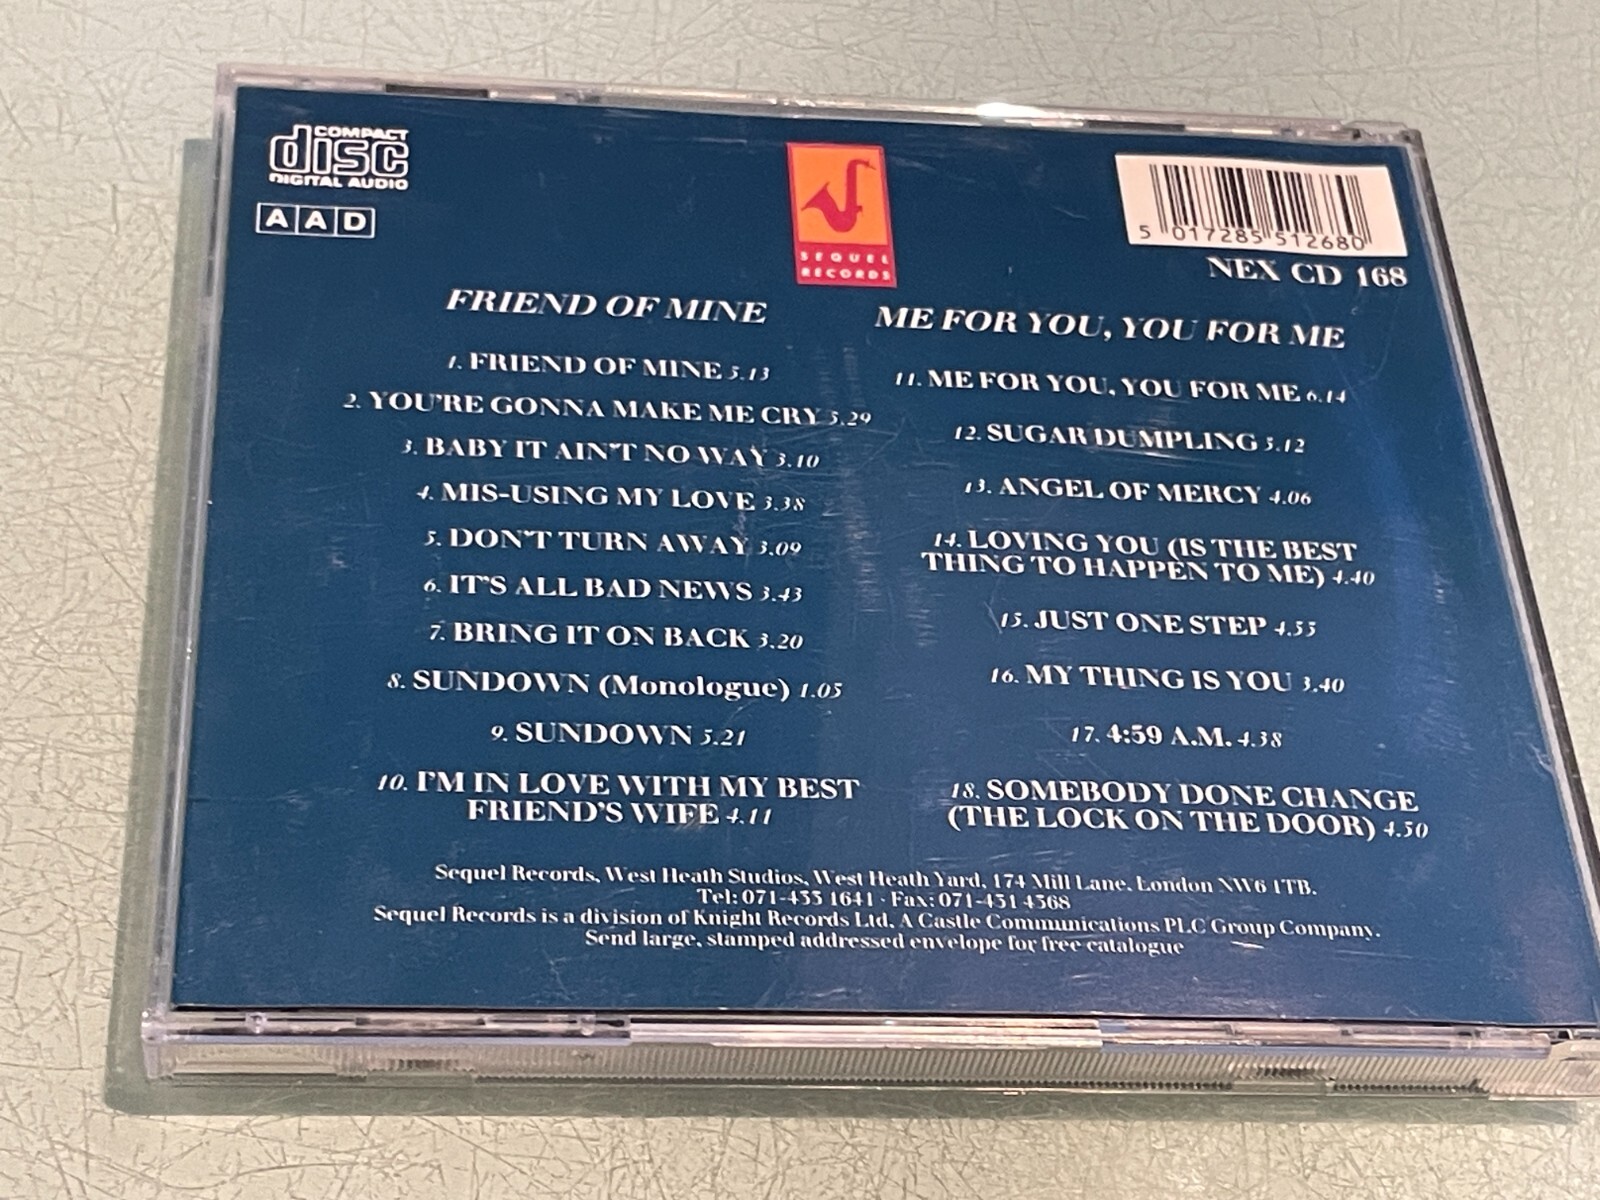 COMPACT
disc
DIGITAL AUDIO
AAD
SEQUEL
RECORDS
5 017285 512680
NEX CD 168
FRIEND OF MINE
1. FRIEND OF MINE 5.13
2. YOU'RE GONNA MAKE ME CRY 3.29
3. BABY IT AIN'T NO WAY 3.10
4. MIS-USING MY LOVE 3.38
5. DON'T TURN AWAY 3.09
6. IT'S ALL BAD NEWS 3.43
7. BRING IT ON BACK 3.20
8. SUNDOWN (Monologue) 1.05
9. SUNDOWN 5.21
10. I'M IN LOVE WITH MY BEST
FRIEND'S WIFE 4.11
ME FOR YOU, YOU FOR ME
11. ME FOR YOU, YOU FOR ME 6.14
12. SUGAR DUMPLING 5.12
13. ANGEL OF MERCY 4.06
14. LOVING YOU (IS THE BEST
THING TO HAPPEN TO ME) 4.40
15. JUST ONE STEP 4.55
16. MY THING IS YOU 3.40
17. 4:59 A.M. 4.38
18. SOMEBODY DONE CHANGE
(THE LOCK ON THE DOOR) 4.50
Sequel Records, West Heath Studios, West Heath Yard, 174 Mill Lane, London NW6 1TB.
Tel: 071-433 1641 · Fax: 071-431 4368
Sequel Records is a division of Knight Records Ltd, A Castle Communications PLC Group Company.
Send large, stamped addressed envelope for free catalogue